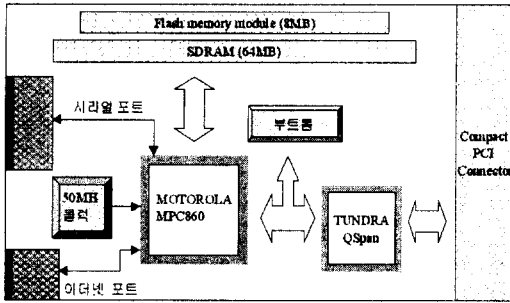 Flash memory module (8MB)
SDRAM (64MB)
시리얼 포트
부트롬
Compact
PCI
Connector
50MH
클럭
MOTOROLA
MPC860
TUNDRA
QSpan
이더넷 포트